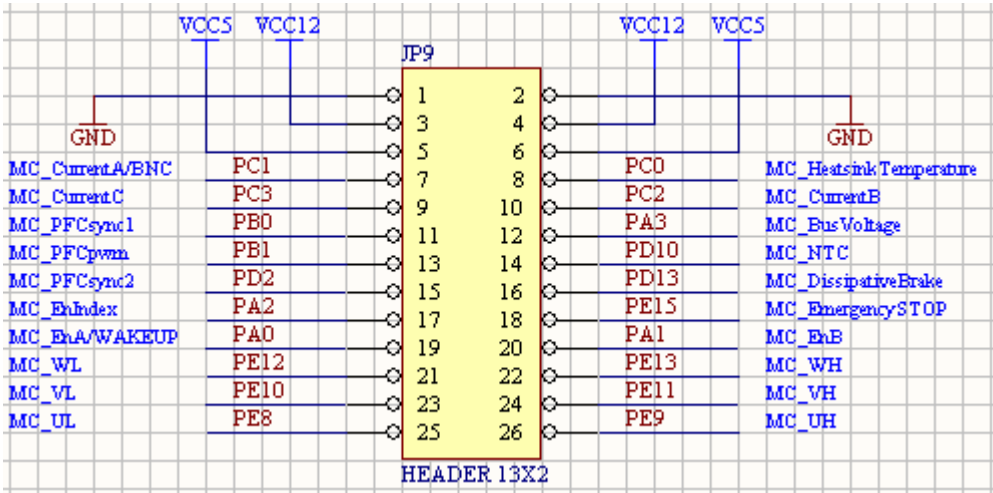 VCC5 VCC12 VCC12 VCC5
JP9
1 2
GND 3 4 GND
5 6
MC_CurrentA/BNC PC1 7 8 PC0 MC_HeatsinkTemperature
MC_CurrentC PC3 9 10 PC2 MC_CurrentB
MC_PFCsync1 PB0 11 12 PA3 MC_BusVoltage
MC_PFCpwm PB1 13 14 PD10 MC_NTC
MC_PFCsync2 PD2 15 16 PD13 MC_DissipativeBrake
MC_EnIndex PA2 17 18 PE15 MC_EmergencySTOP
MC_EnA/WAKEUP PA0 19 20 PA1 MC_EnB
MC_WL PE12 21 22 PE13 MC_WH
MC_VL PE10 23 24 PE11 MC_VH
MC_UL PE8 25 26 PE9 MC_UH
HEADER 13X2